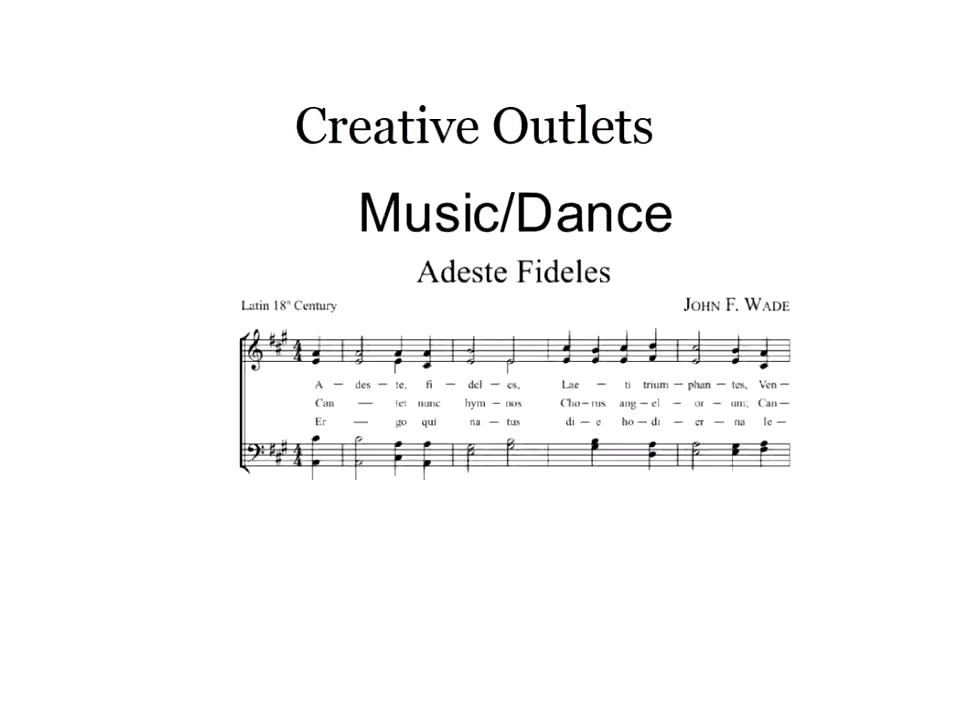 Creative Outlets
Music/Dance
Adeste Fideles
Latin 18° Century JOHN F. WADE
A – des – te, fi – del – es, Lae – ti trium – phan – tes, Ven –
Can — tet nunc hym – nos Cho – rus ang – el – or – um; Can –
Er — go qui na – tus di – e ho – di – er – na le –